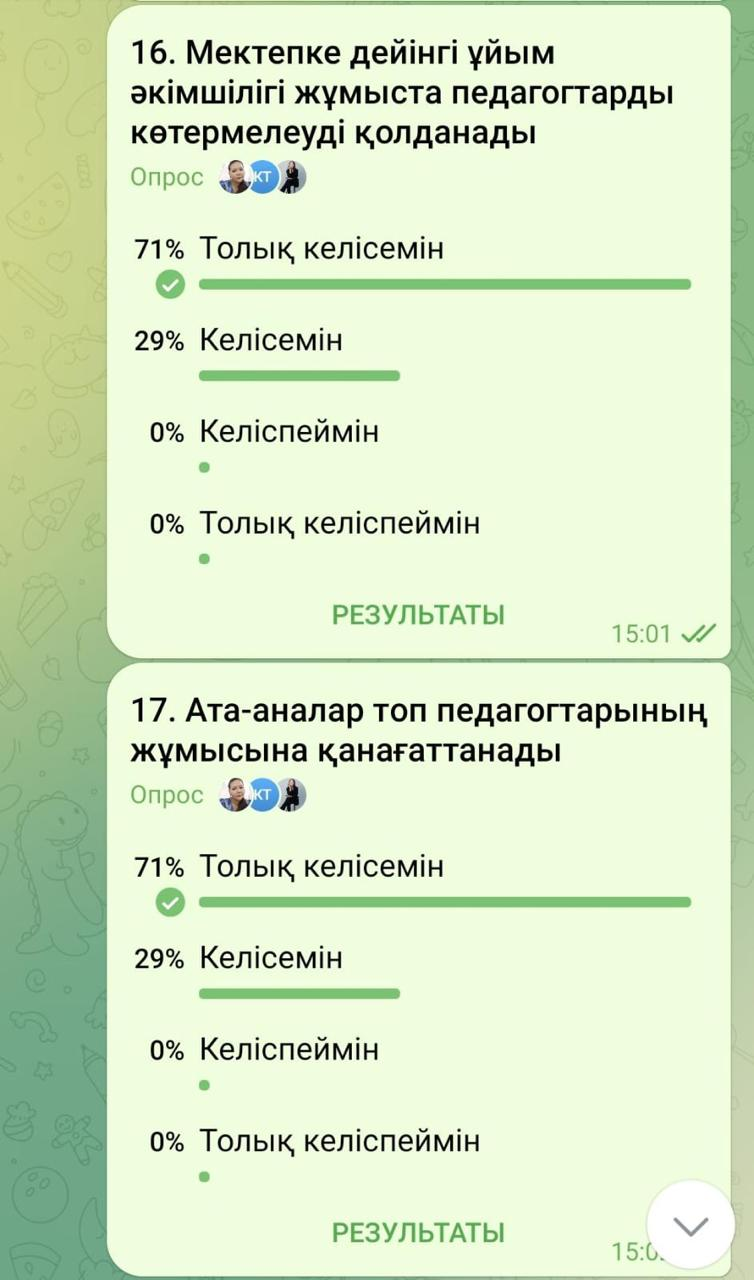 16. Мектепке дейінгі ұйым
әкімшілігі жұмыста педагогтарды
көтермелеуді қолданады
Опрос КТ
71% Толық келісемін
29% Келісемін
0% Келіспеймін
0% Толық келіспеймін
РЕЗУЛЬТАТЫ
15:01
17. Ата-аналар топ педагогтарының
жұмысына қанағаттанады
Опрос КТ
71% Толық келісемін
29% Келісемін
0% Келіспеймін
0% Толық келіспеймін
РЕЗУЛЬТАТЫ